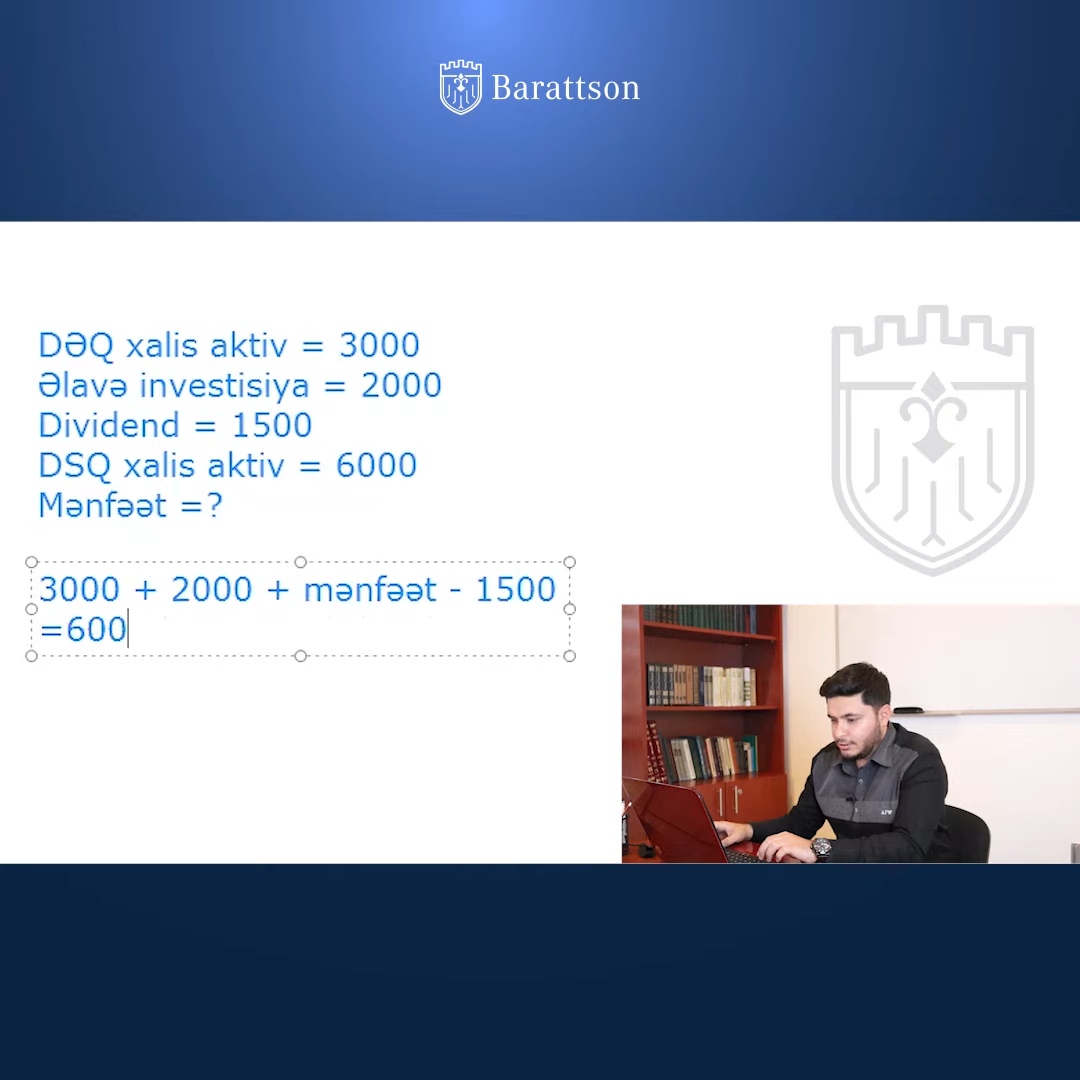 Barattson
DƏQ xalis aktiv = 3000
Əlavə investisiya = 2000
Dividend = 1500
DSQ xalis aktiv = 6000
Mənfəət =?
3000 + 2000 + mənfəət - 1500
=600